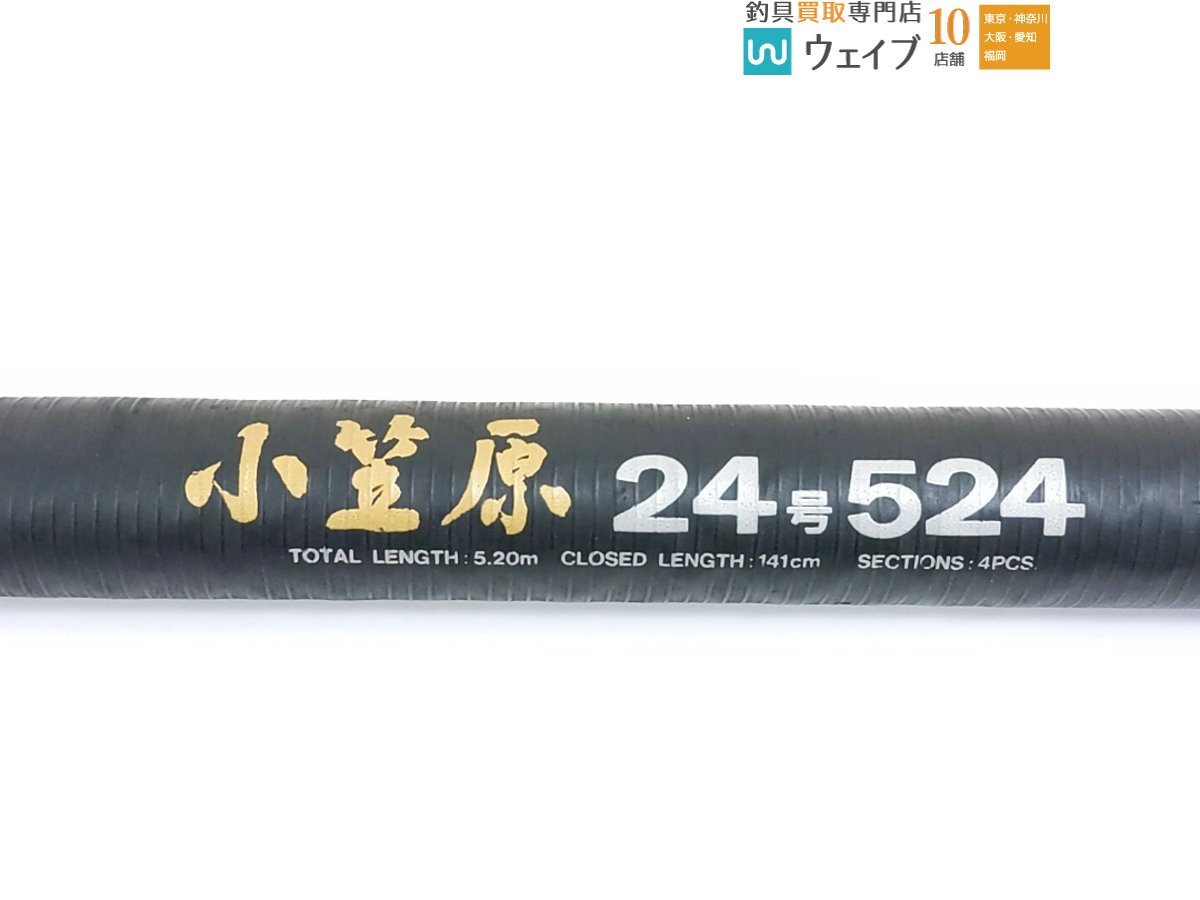 釣具買取専門店
ウェイブ
10
店舗
東京・神奈川
大阪・愛知
福岡
小笠原 24号 524
TOTAL LENGTH : 5.20m CLOSED LENGTH : 141cm SECTIONS : 4PCS.